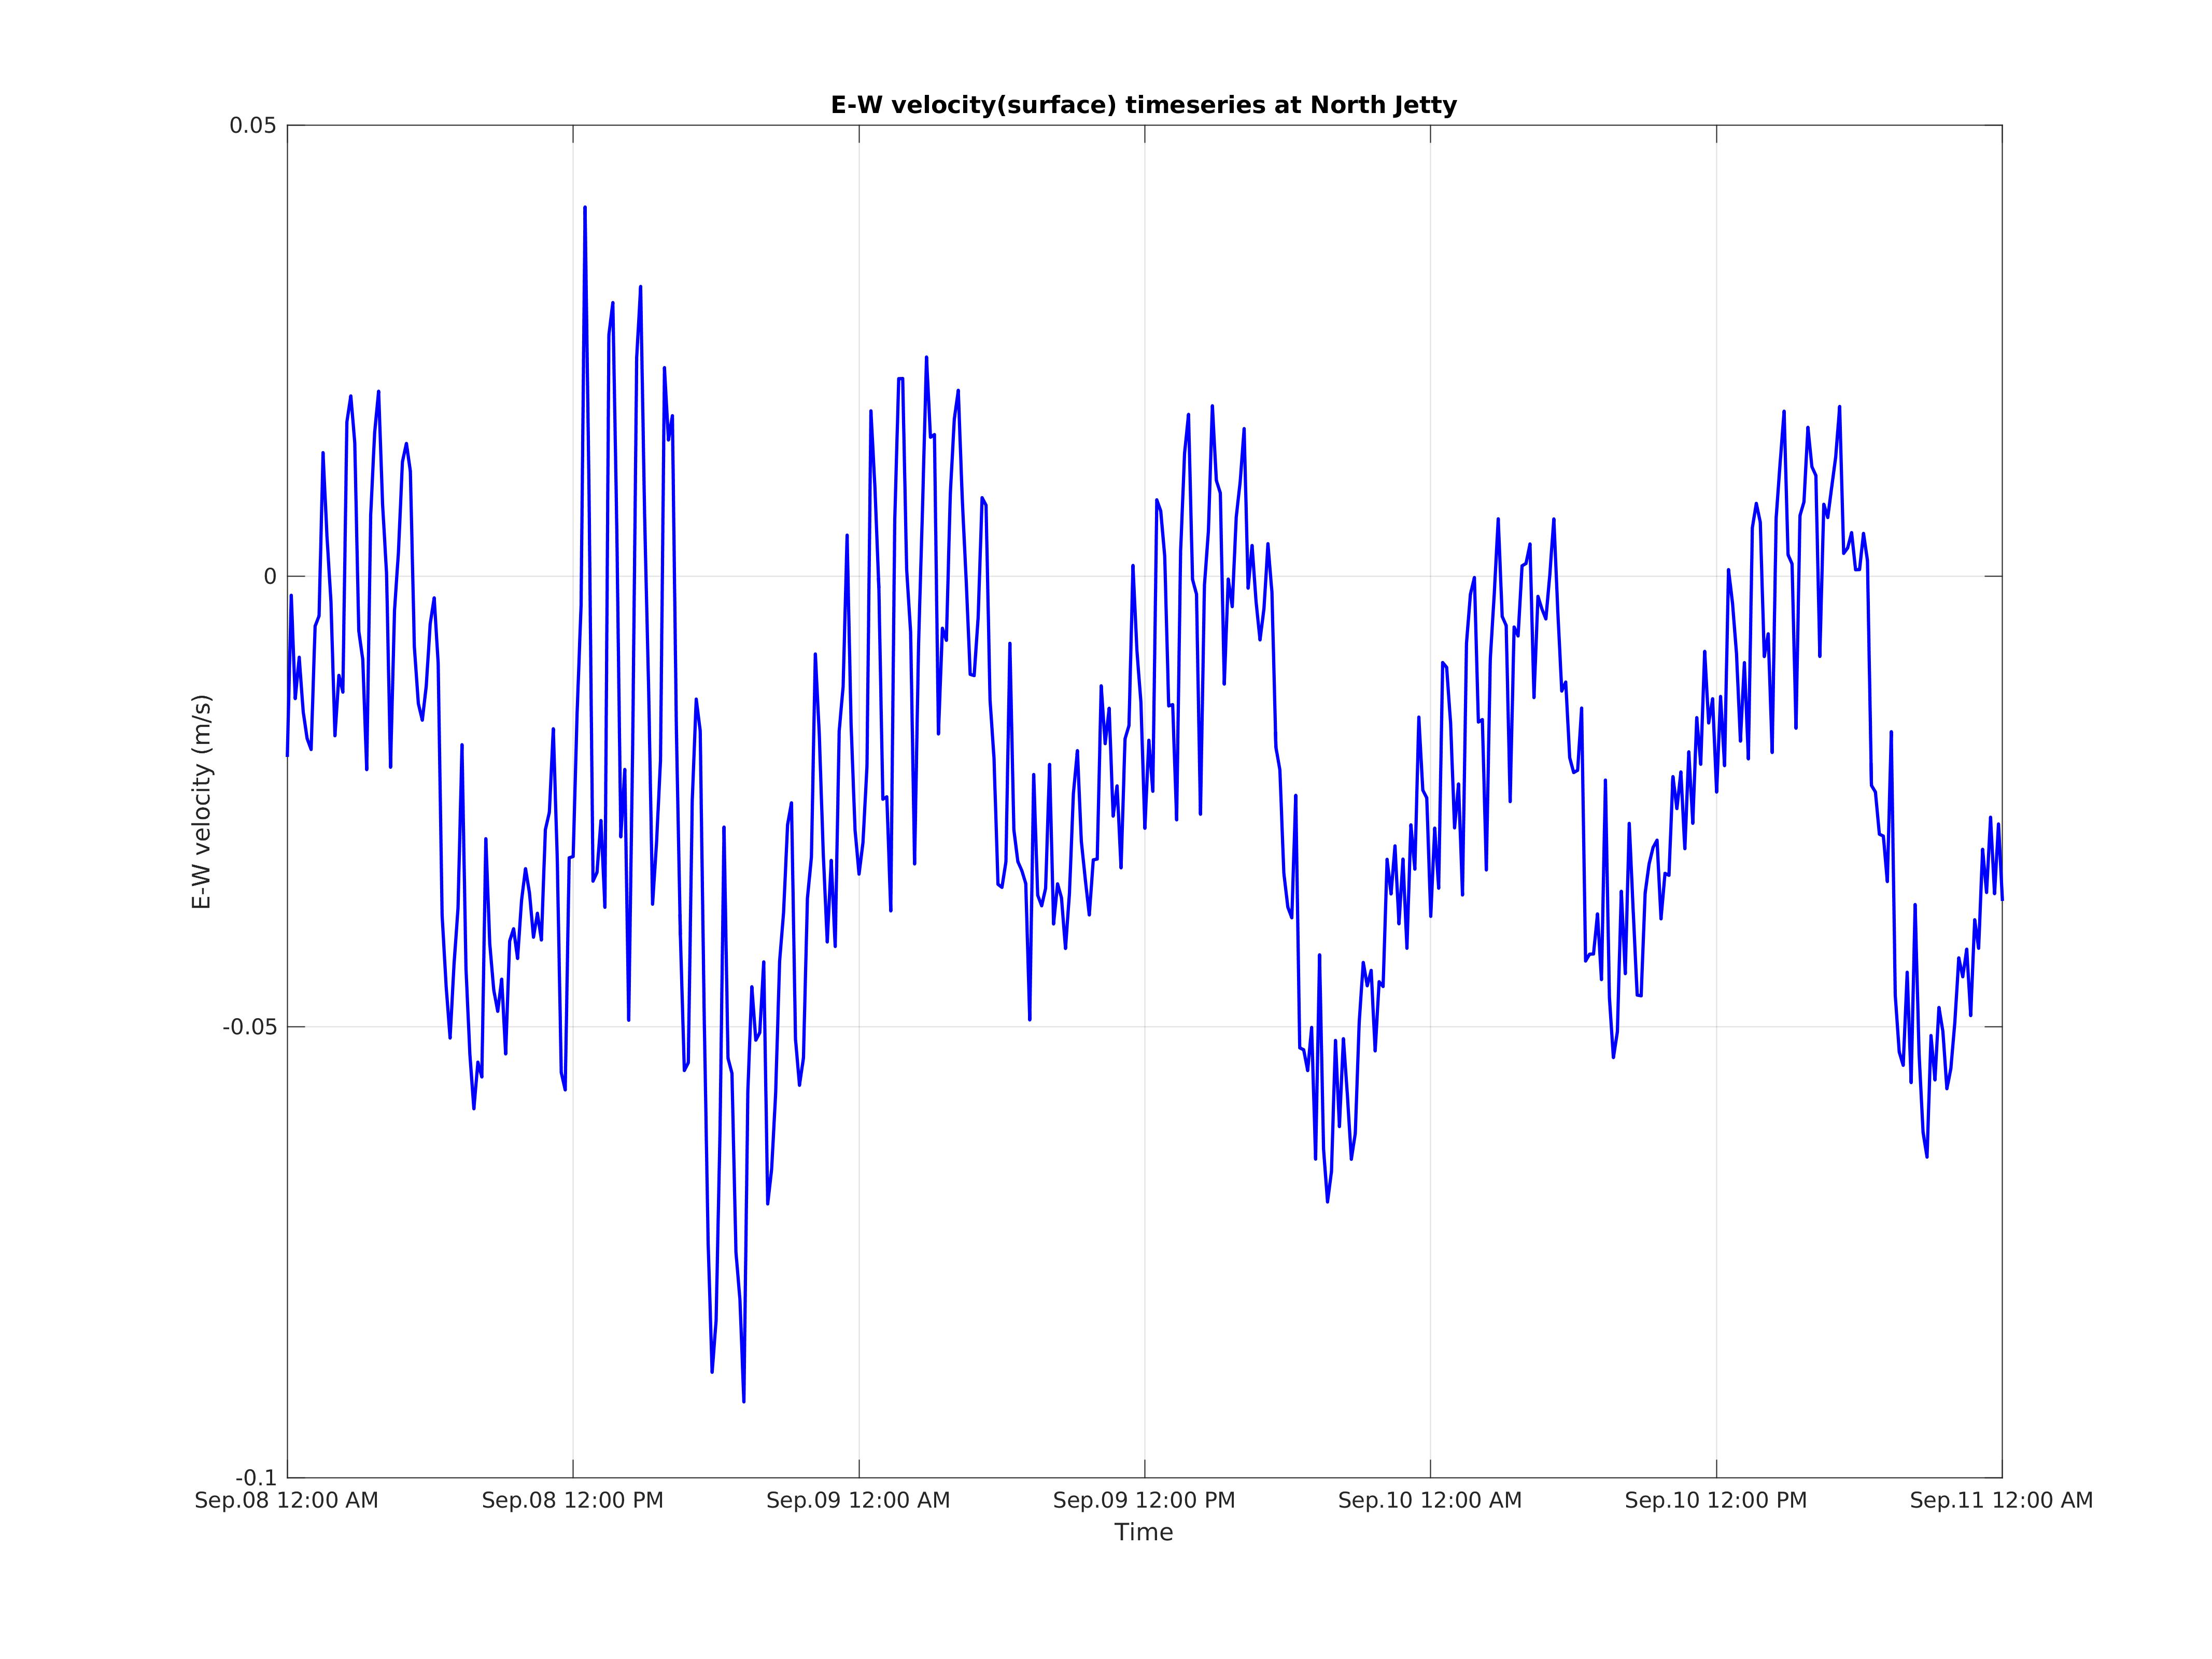 E-W velocity(surface) timeseries at North Jetty
0.05
0
-0.05
-0.1
E-W velocity (m/s)
Sep.08 12:00 AM
Sep.08 12:00 PM
Sep.09 12:00 AM
Sep.09 12:00 PM
Sep.10 12:00 AM
Sep.10 12:00 PM
Sep.11 12:00 AM
Time